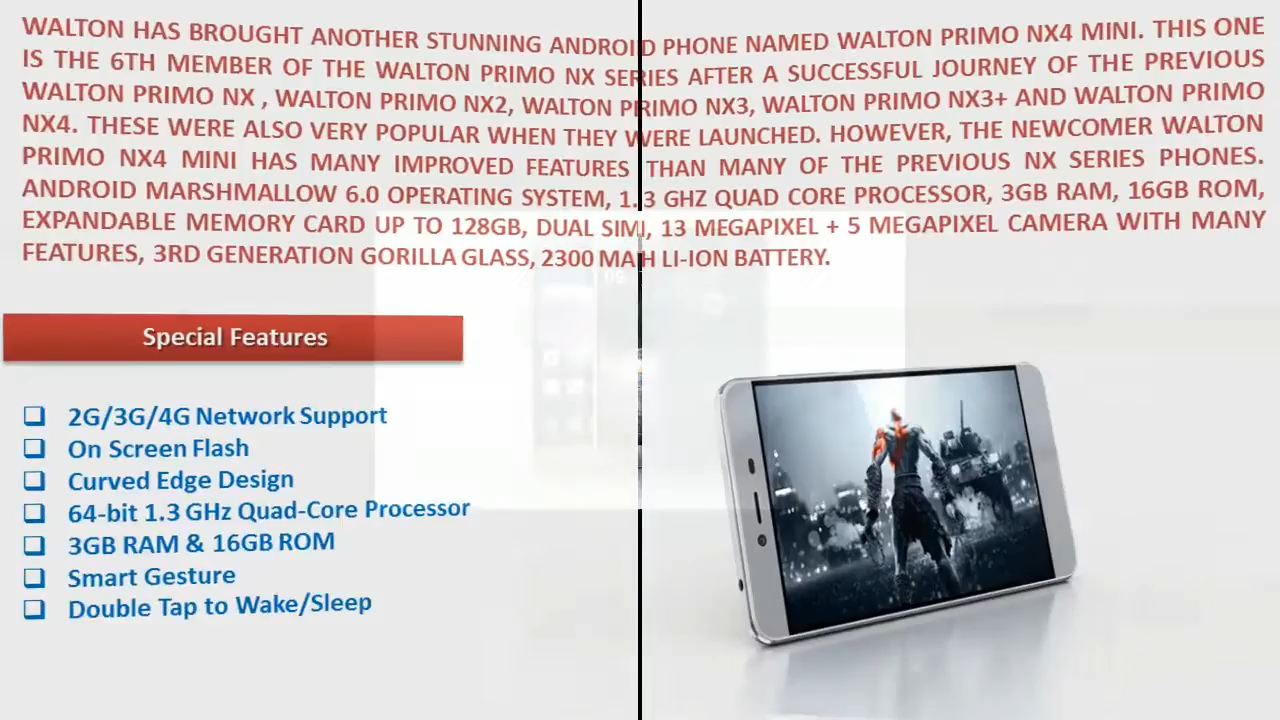 WALTON HAS BROUGHT ANOTHER STUNNING ANDROID PHONE NAMED WALTON PRIMO NX4 MINI. THIS ONE
IS THE 6TH MEMBER OF THE WALTON PRIMO NX SERIES AFTER A SUCCESSFUL JOURNEY OF THE PREVIOUS
WALTON PRIMO NX , WALTON PRIMO NX2, WALTON PRIMO NX3, WALTON PRIMO NX3+ AND WALTON PRIMO
NX4. THESE WERE ALSO VERY POPULAR WHEN THEY WERE LAUNCHED. HOWEVER, THE NEWCOMER WALTON
PRIMO NX4 MINI HAS MANY IMPROVED FEATURES THAN MANY OF THE PREVIOUS NX SERIES PHONES.
ANDROID MARSHMALLOW 6.0 OPERATING SYSTEM, 1.3 GHZ QUAD CORE PROCESSOR, 3GB RAM, 16GB ROM,
EXPANDABLE MEMORY CARD UP TO 128GB, DUAL SIM, 13 MEGAPIXEL + 5 MEGAPIXEL CAMERA WITH MANY
FEATURES, 3RD GENERATION GORILLA GLASS, 2300 MAH LI-ION BATTERY.
Special Features
2G/3G/4G Network Support
On Screen Flash
Curved Edge Design
64-bit 1.3 GHz Quad-Core Processor
3GB RAM & 16GB ROM
Smart Gesture
Double Tap to Wake/Sleep